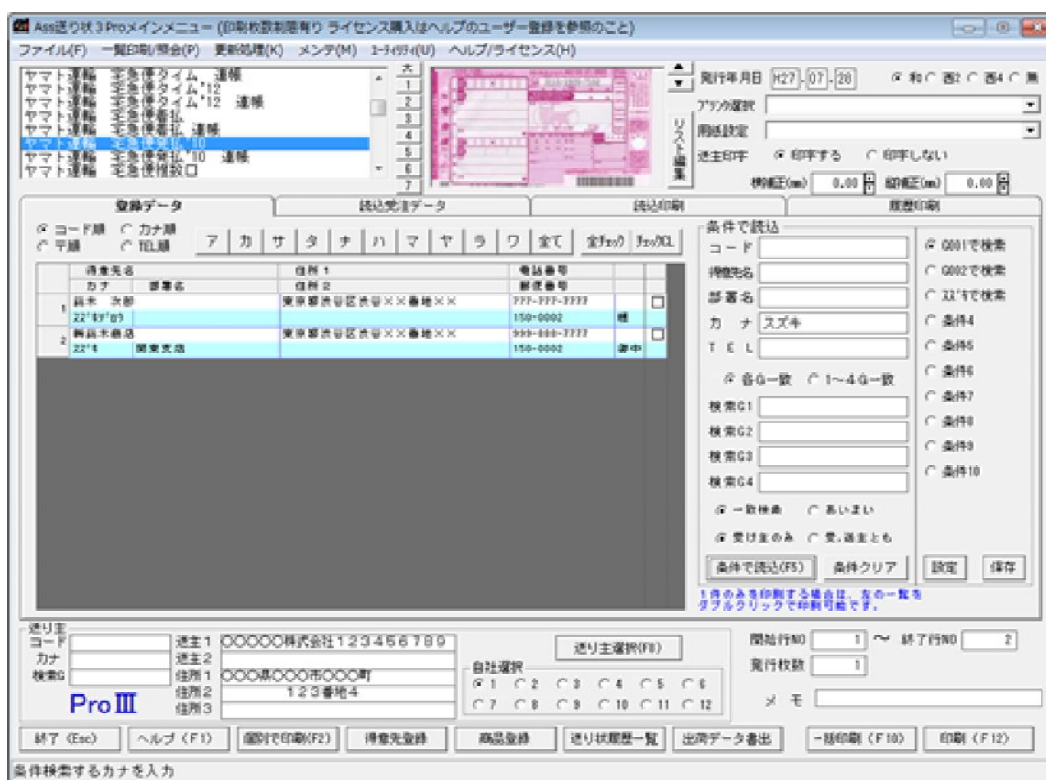 Ass送り状3Proメインメニュー (印刷枚数制限有り ライセンス購入はヘルプのユーザー登録を参照のこと)
ファイル(F) 一覧印刷/照会(P) 更新処理(K) メンテ(M) ﾕｰﾃｨﾘﾃｨ(U) ヘルプ/ライセンス(H)
ヤマト運輸 宅急便タイム 連帳
ヤマト運輸 宅急便タイム'12
ヤマト運輸 宅急便タイム'12 連帳
ヤマト運輸 宅急便着払
ヤマト運輸 宅急便着払 連帳
ヤマト運輸 宅急便発払'10
ヤマト運輸 宅急便発払'10 連帳
ヤマト運輸 宅急便複数口
大
1
2
3
4
5
6
7
リスト編集
発行年月日 H27.07.28 和 西2 西4 無
ﾌﾟﾘﾝﾀ選択
用紙設定
送主印字 印字する 印字しない
横補正(mm) 0.00 縦補正(mm) 0.00
登録データ 読込受注データ 読込印刷 履歴印刷
コード順 カナ順
〒順 TEL順
ア カ サ タ ナ ハ マ ヤ ラ ワ 全て 全ﾁｪｯｸ ﾁｪｯｸCL
得意先名 住所1 電話番号
カナ 部署名 住所2 郵便番号
1 鈴木 次郎 東京都渋谷区渋谷××番地×× 777-777-7777
ｽｽﾞｷｼﾞﾛｳ 150-0002 様
2 新鈴木商店 東京都渋谷区渋谷××番地×× 999-888-7777
ｽｽﾞｷ 関東支店 150-0002 御中
条件で読込
コード
得意先名
部署名
カナ スズキ
TEL
各G一致 1～4G一致
検索G1
検索G2
検索G3
検索G4
一致検索 あいまい
受け主のみ 受,送主とも
条件で読込(F5) 条件クリア
G001で検索
G002で検索
ｽｽﾞｷで検索
条件4
条件5
条件6
条件7
条件8
条件9
条件10
設定 保存
1件のみを印刷する場合は、左の一覧を
ダブルクリックで印刷可能です。
送り主
コード
カナ
検索G
ProⅢ
送主1 ○○○○○株式会社123456789
送主2
住所1 ○○○県○○○市○○○町
住所2 123番地4
住所3
送り主選択(F8)
自社選択
1 2 3 4 5 6
7 8 9 10 11 12
開始行NO 1 ～ 終了行NO 2
発行枚数 1
メモ
終了(Esc) ヘルプ(F1) 個別で印刷(F2) 得意先登録 商品登録 送り状履歴一覧 出荷データ書出 一括印刷(F10) 印刷(F12)
条件検索するカナを入力